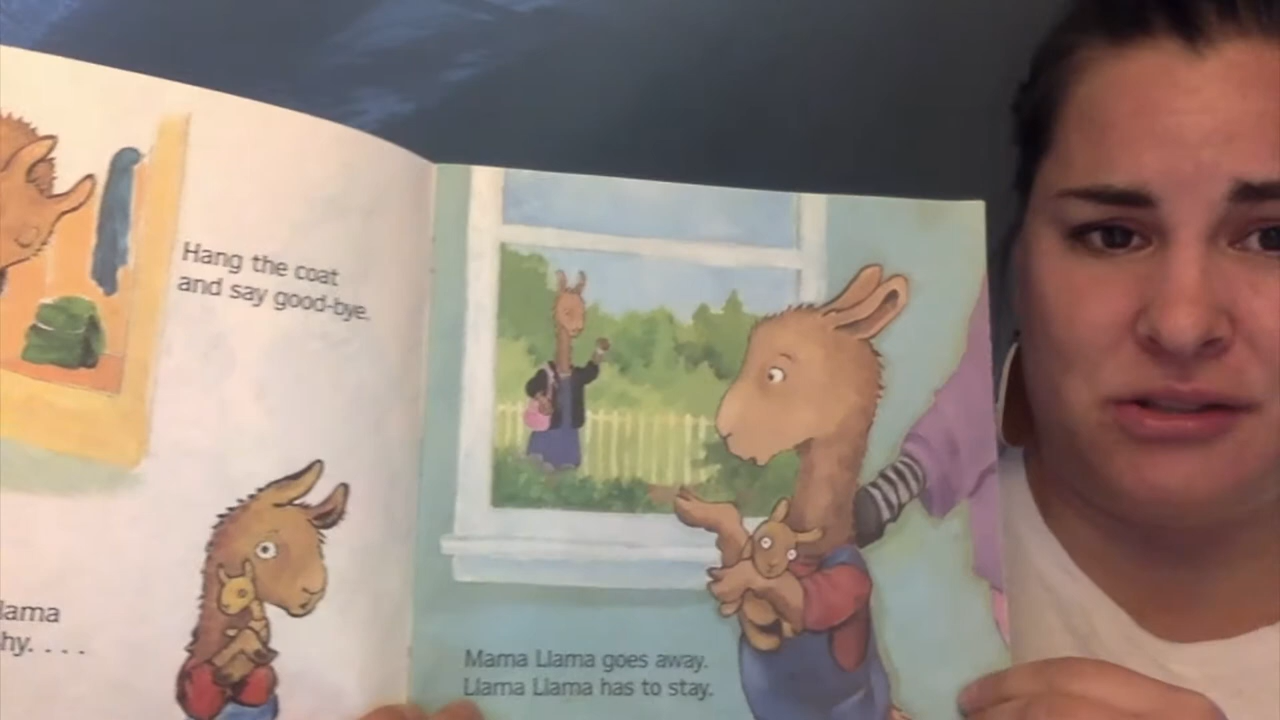 Hang the coat
and say good-bye.
Mama Llama goes away.
Llama Llama has to stay.